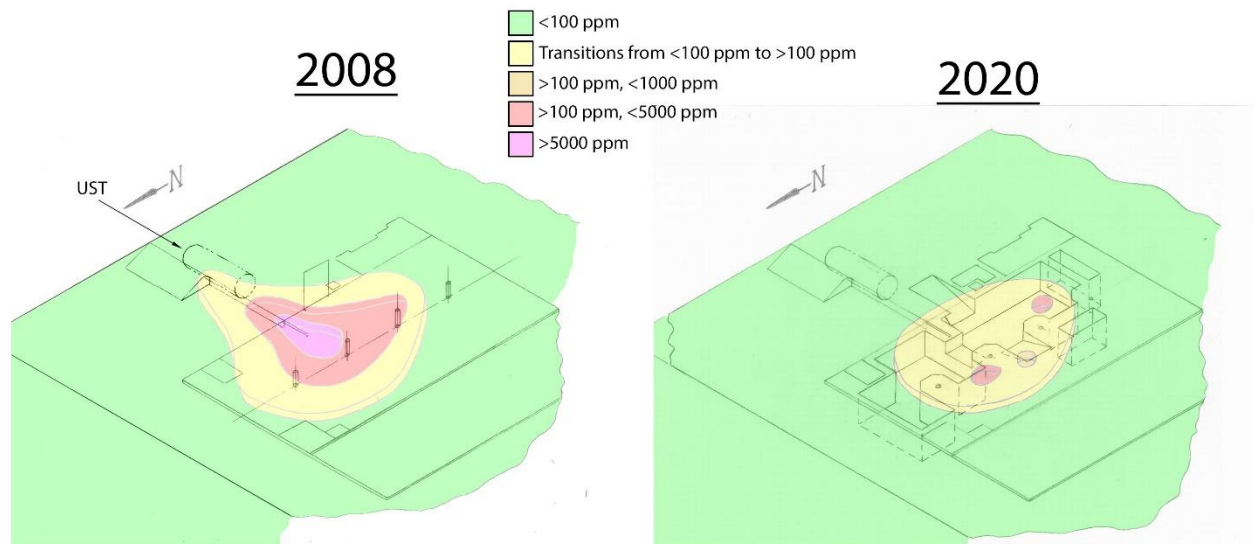 <100 ppm
Transitions from <100 ppm to >100 ppm
>100 ppm, <1000 ppm
>100 ppm, <5000 ppm
>5000 ppm
2008
2020
UST
N
N